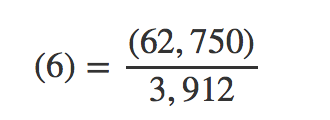 (6) = (62, 750)
3, 912